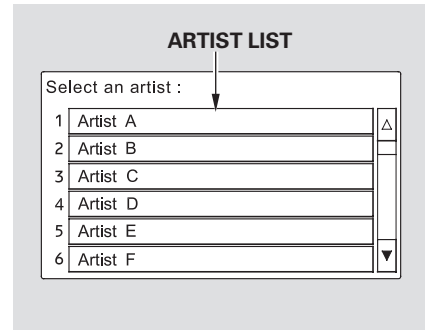 ARTIST LIST
Select an artist :
1 Artist A
2 Artist B
3 Artist C
4 Artist D
5 Artist E
6 Artist F